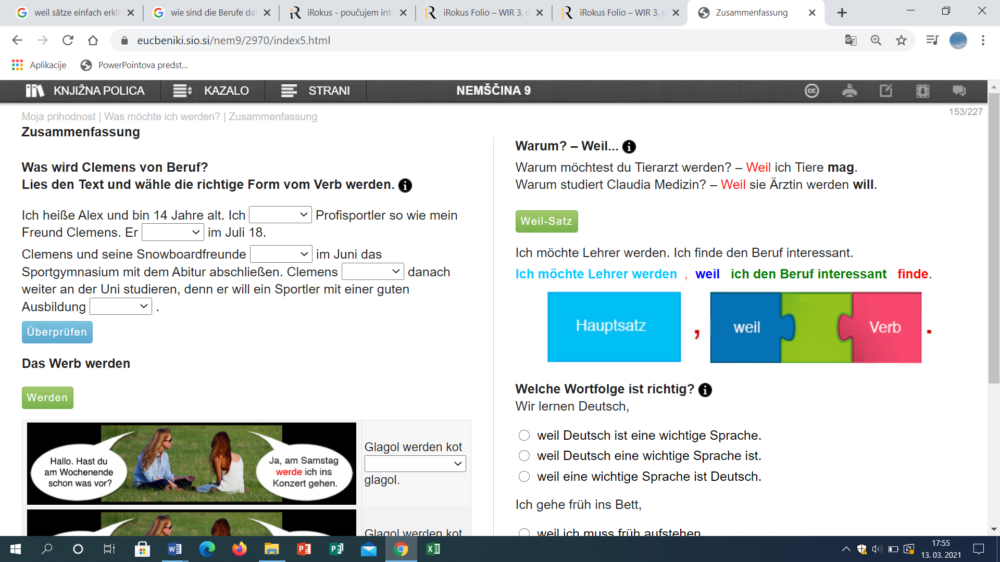 weil sätze einfach erkl
wie sind die Berufe da
iRokus - poučujem inte
iRokus Folio – WIR 3, d
iRokus Folio – WIR 3, u
Zusammenfassung
eucbeniki.sio.si/nem9/2970/index5.html
Aplikacije
PowerPointova predst...
KNJIŽNA POLICA
KAZALO
STRANI
NEMŠČINA 9
153/227
Moja prihodnost | Was möchte ich werden? | Zusammenfassung
Zusammenfassung
Was wird Clemens von Beruf?
Lies den Text und wähle die richtige Form vom Verb werden.
Ich heiße Alex und bin 14 Jahre alt. Ich Profisportler so wie mein
Freund Clemens. Er im Juli 18.
Clemens und seine Snowboardfreunde im Juni das
Sportgymnasium mit dem Abitur abschließen. Clemens danach
weiter an der Uni studieren, denn er will ein Sportler mit einer guten
Ausbildung .
Überprüfen
Das Werb werden
Werden
Hallo. Hast du
am Wochenende
schon was vor?
Ja, am Samstag
werde ich ins
Konzert gehen.
Glagol werden kot
glagol.
Glagol werden kot
Warum? – Weil...
Warum möchtest du Tierarzt werden? – Weil ich Tiere mag.
Warum studiert Claudia Medizin? – Weil sie Ärztin werden will.
Weil-Satz
Ich möchte Lehrer werden. Ich finde den Beruf interessant.
Ich möchte Lehrer werden , weil ich den Beruf interessant finde.
Hauptsatz , weil Verb .
Welche Wortfolge ist richtig?
Wir lernen Deutsch,
weil Deutsch ist eine wichtige Sprache.
weil Deutsch eine wichtige Sprache ist.
weil eine wichtige Sprache ist Deutsch.
Ich gehe früh ins Bett,
weil ich muss früh aufstehen
17:55
13. 03. 2021